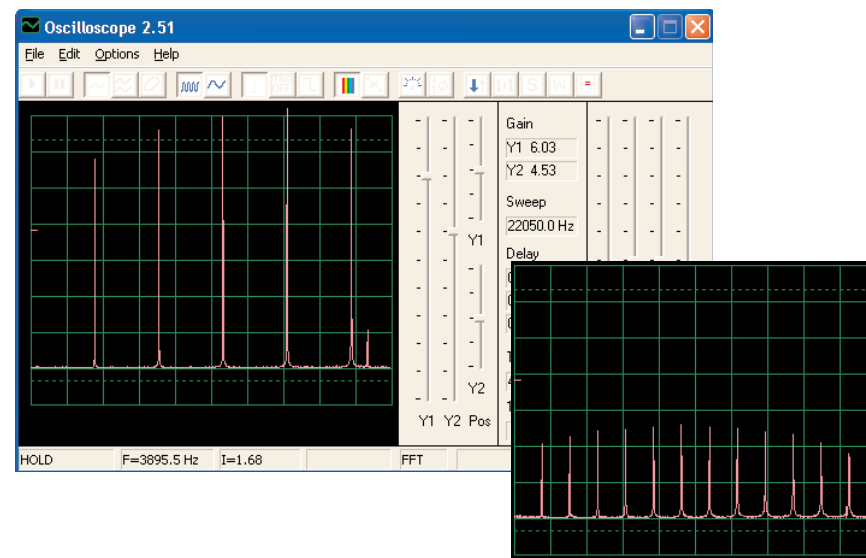 Oscilloscope 2.51
File Edit Options Help
Gain
Y1 6.03
Y2 4.53
Sweep
22050.0 Hz
Y1
Delay
Y2
Y1 Y2 Pos
HOLD F=3895.5 Hz I=1.68 FFT